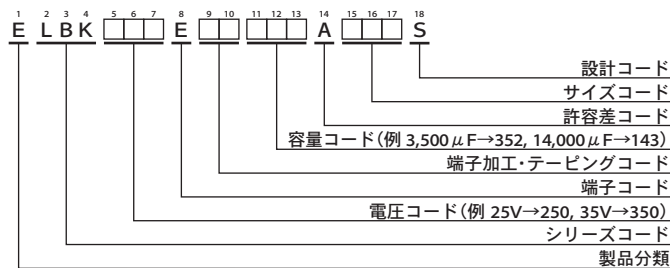 1 2 3 4 5 6 7 8 9 10 11 12 13 14 15 16 17 18
E L B K □□□ E □□ □□□ A □□□ S
設計コード
サイズコード
許容差コード
容量コード(例 3,500μF→352, 14,000μF→143)
端子加工・テーピングコード
端子コード
電圧コード(例 25V→250, 35V→350)
シリーズコード
製品分類